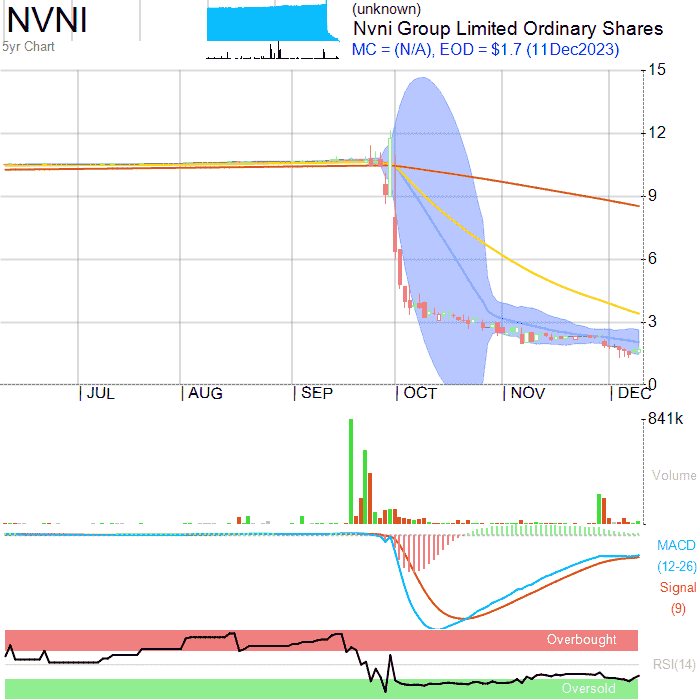 NVNI
5yr Chart
(unknown)
Nvni Group Limited Ordinary Shares
MC = (N/A), EOD = $1.7 (11Dec2023)
15
12
9
6
3
0
JUL AUG SEP OCT NOV DEC
841k
Volume
MACD
(12-26)
Signal
(9)
Overbought
RSI(14)
Oversold